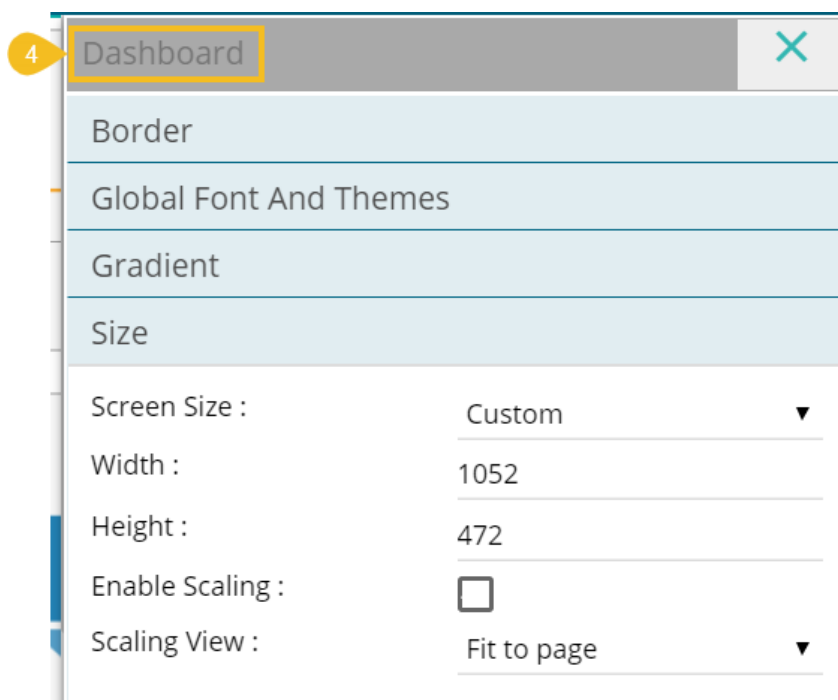 4 Dashboard
Border
Global Font And Themes
Gradient
Size
Screen Size : Custom
Width : 1052
Height : 472
Enable Scaling :
Scaling View : Fit to page